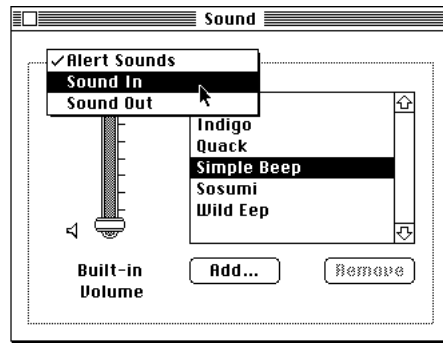 Sound
✓Alert Sounds
Sound In
Sound Out
Indigo
Quack
Simple Beep
Sosumi
Wild Eep
Built-in
Volume
Add...
Remove